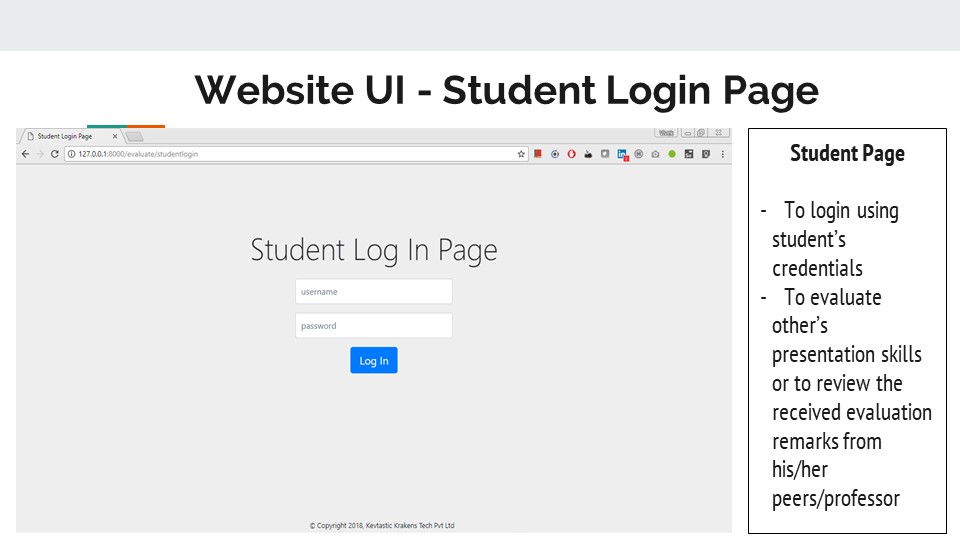 Website UI - Student Login Page
Student Login Page
Work
127.0.0.1:8000/evaluate/studentlogin
Student Log In Page
username
password
Log In
© Copyright 2018, Kevtastic Krakens Tech Pvt Ltd
Student Page
- To login using
student's
credentials
- To evaluate
other's
presentation skills
or to review the
received evaluation
remarks from
his/her
peers/professor